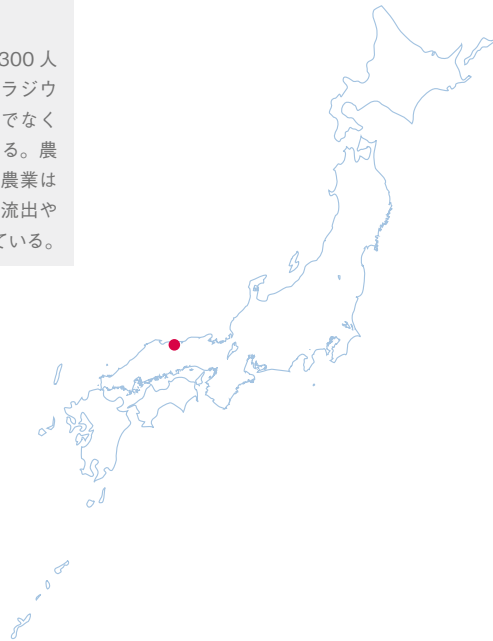 300 人
ラジウ
でなく
る。農
農業は
流出や
ている。